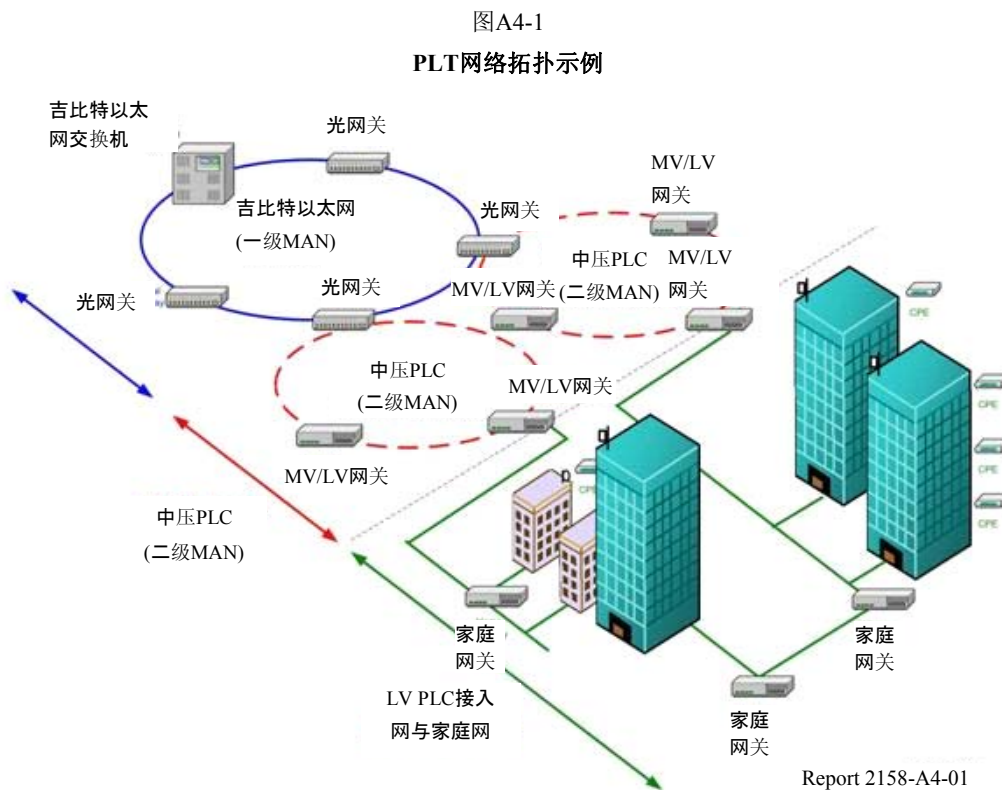 图A4-1
PLT网络拓扑示例
吉比特以太
网交换机
光网关
MV/LV
网关
吉比特以太网
(一级MAN)
光网关
中压PLC
(二级MAN)
MV/LV
网关
光网关
光网关
MV/LV网关
CPE
中压PLC
(二级MAN)
MV/LV网关
CPE
CPE
MV/LV网关
CPE
CPE
中压PLC
(二级MAN)
家庭
网关
家庭
网关
LV PLC接入
网与家庭网
家庭
网关
Report 2158-A4-01